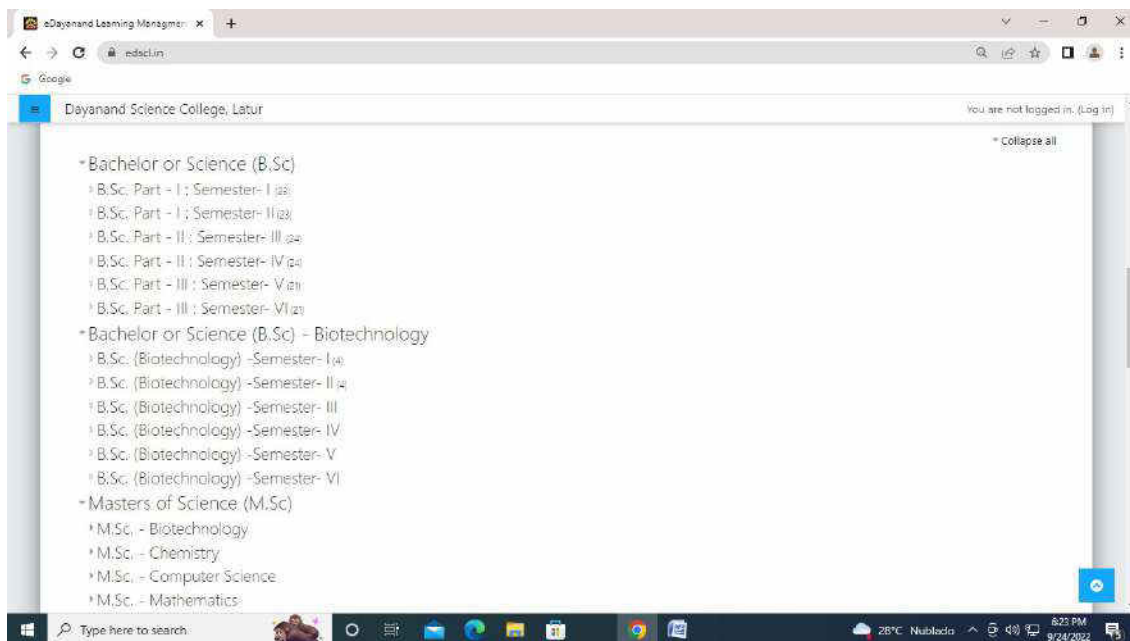 eDayanand Learning Managmen
edscl.in
Google
Dayanand Science College, Latur
You are not logged in. (Log in)
Collapse all
Bachelor or Science (B.Sc)
B.Sc. Part - I : Semester- I (23)
B.Sc. Part - I : Semester- II (23)
B.Sc. Part - II : Semester- III (24)
B.Sc. Part - II : Semester- IV (24)
B.Sc. Part - III : Semester- V (21)
B.Sc. Part - III : Semester- VI (21)
Bachelor or Science (B.Sc) - Biotechnology
B.Sc. (Biotechnology) -Semester- I (4)
B.Sc. (Biotechnology) -Semester- II (4)
B.Sc. (Biotechnology) -Semester- III
B.Sc. (Biotechnology) -Semester- IV
B.Sc. (Biotechnology) -Semester- V
B.Sc. (Biotechnology) -Semester- VI
Masters of Science (M.Sc)
M.Sc. - Biotechnology
M.Sc. - Chemistry
M.Sc. - Computer Science
M.Sc. - Mathematics
Type here to search
28°C Nublado
6:23 PM
9/24/2022